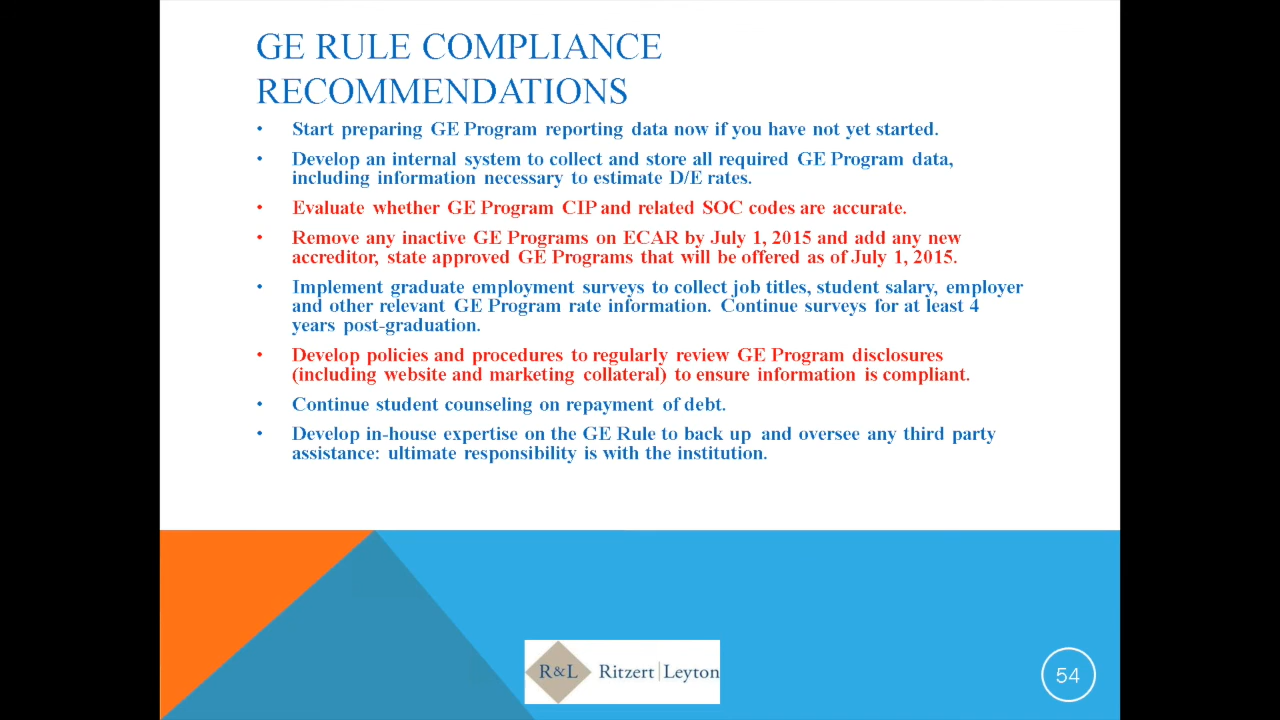 GE RULE COMPLIANCE
RECOMMENDATIONS
• Start preparing GE Program reporting data now if you have not yet started.
• Develop an internal system to collect and store all required GE Program data,
including information necessary to estimate D/E rates.
• Evaluate whether GE Program CIP and related SOC codes are accurate.
• Remove any inactive GE Programs on ECAR by July 1, 2015 and add any new
accreditor, state approved GE Programs that will be offered as of July 1, 2015.
• Implement graduate employment surveys to collect job titles, student salary, employer
and other relevant GE Program rate information. Continue surveys for at least 4
years post-graduation.
• Develop policies and procedures to regularly review GE Program disclosures
(including website and marketing collateral) to ensure information is compliant.
• Continue student counseling on repayment of debt.
• Develop in-house expertise on the GE Rule to back up and oversee any third party
assistance: ultimate responsibility is with the institution.
R&L Ritzert|Leyton
54